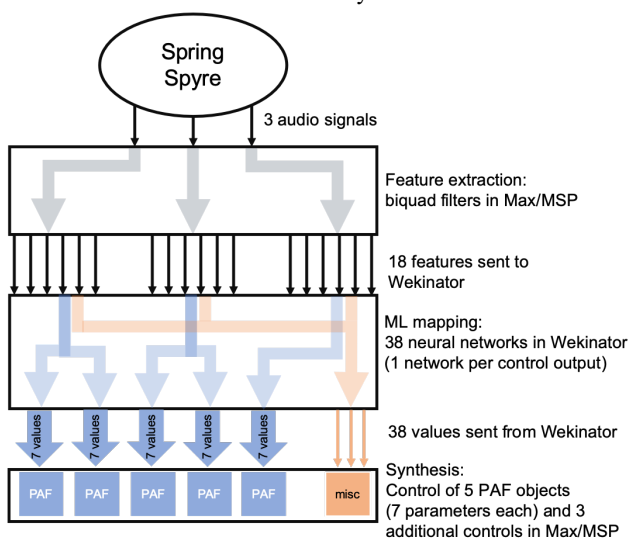 Spring
Spyre
3 audio signals
Feature extraction:
biquad filters in Max/MSP
18 features sent to
Wekinator
ML mapping:
38 neural networks in Wekinator
(1 network per control output)
7 values
7 values
7 values
7 values
7 values
38 values sent from Wekinator
Synthesis:
Control of 5 PAF objects
(7 parameters each) and 3
additional controls in Max/MSP
PAF
PAF
PAF
PAF
PAF
misc